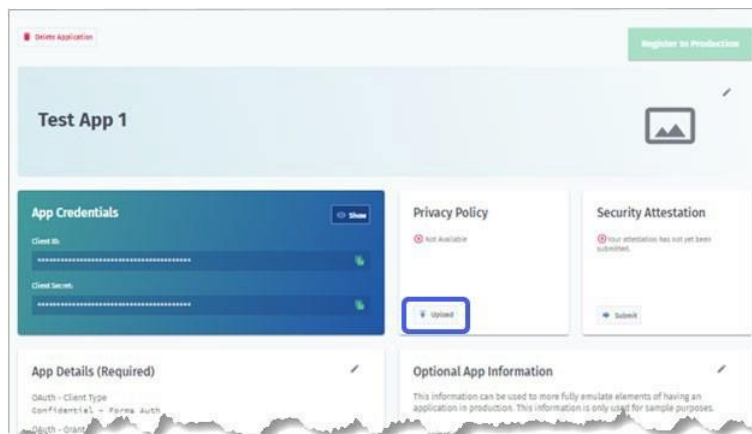 Delete Application
Register to Production
Test App 1
App Credentials
Show
Client ID:
****************************************
Client Secret:
****************************************
Privacy Policy
Not Available
Upload
Security Attestation
Your attestation has not yet been
submitted.
Submit
App Details (Required)
OAuth - Client Type
Confidential - Forms Auth
OAuth - Grant
Optional App Information
This information can be used to more fully emulate elements of having an
application in production. This information is only used for sample purposes.